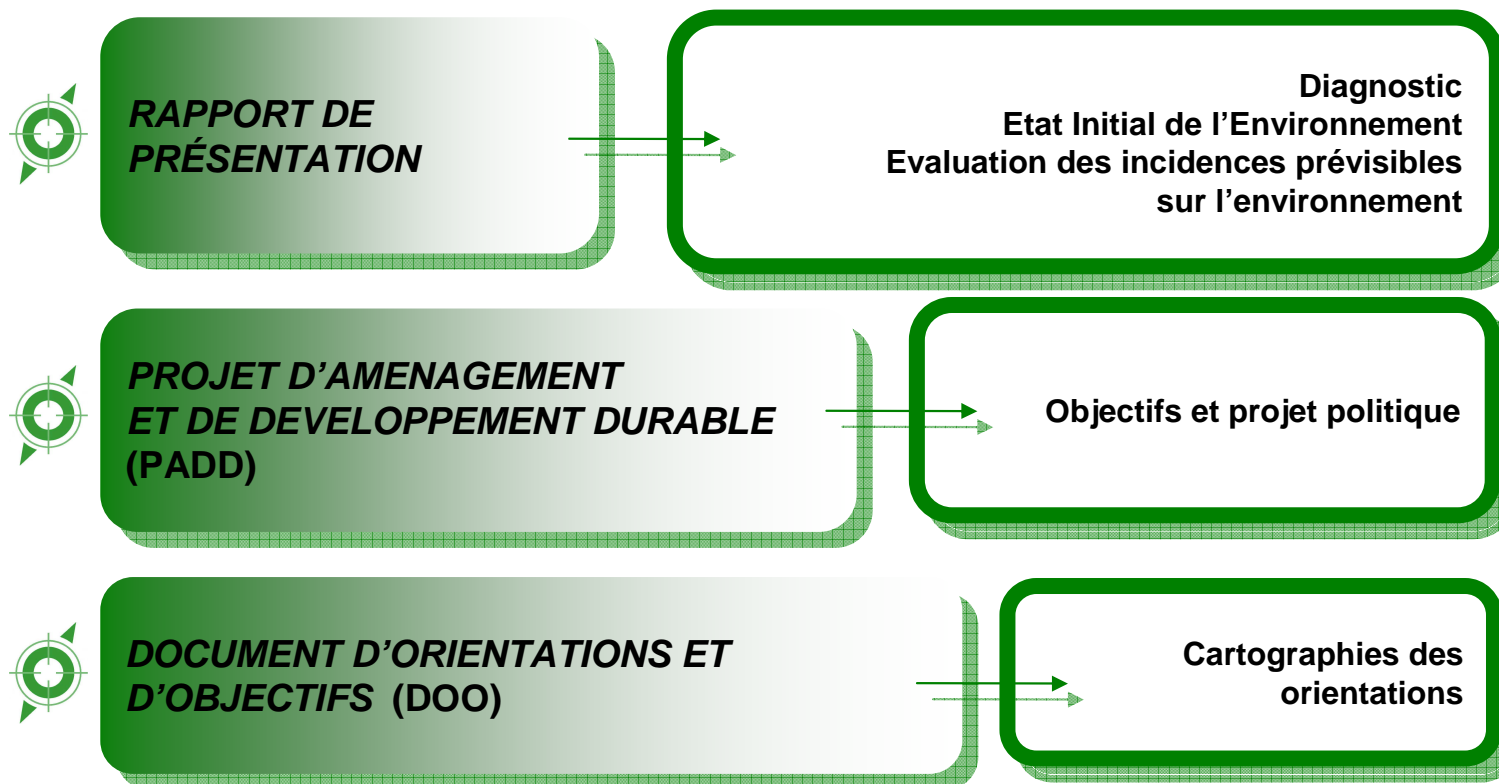 RAPPORT DE
PRÉSENTATION
Diagnostic
Etat Initial de l’Environnement
Evaluation des incidences prévisibles
sur l’environnement
PROJET D’AMENAGEMENT
ET DE DEVELOPPEMENT DURABLE
(PADD)
Objectifs et projet politique
DOCUMENT D’ORIENTATIONS ET
D’OBJECTIFS (DOO)
Cartographies des
orientations